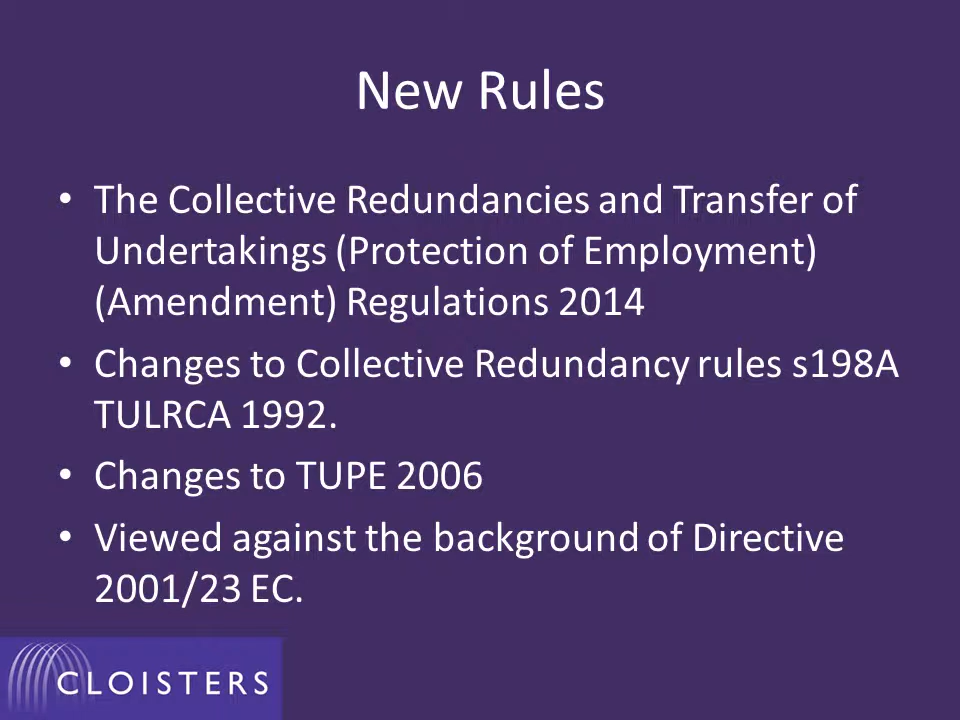 New Rules
• The Collective Redundancies and Transfer of
Undertakings (Protection of Employment)
(Amendment) Regulations 2014
• Changes to Collective Redundancy rules s198A
TULRCA 1992.
• Changes to TUPE 2006
• Viewed against the background of Directive
2001/23 EC.
CLOISTERS